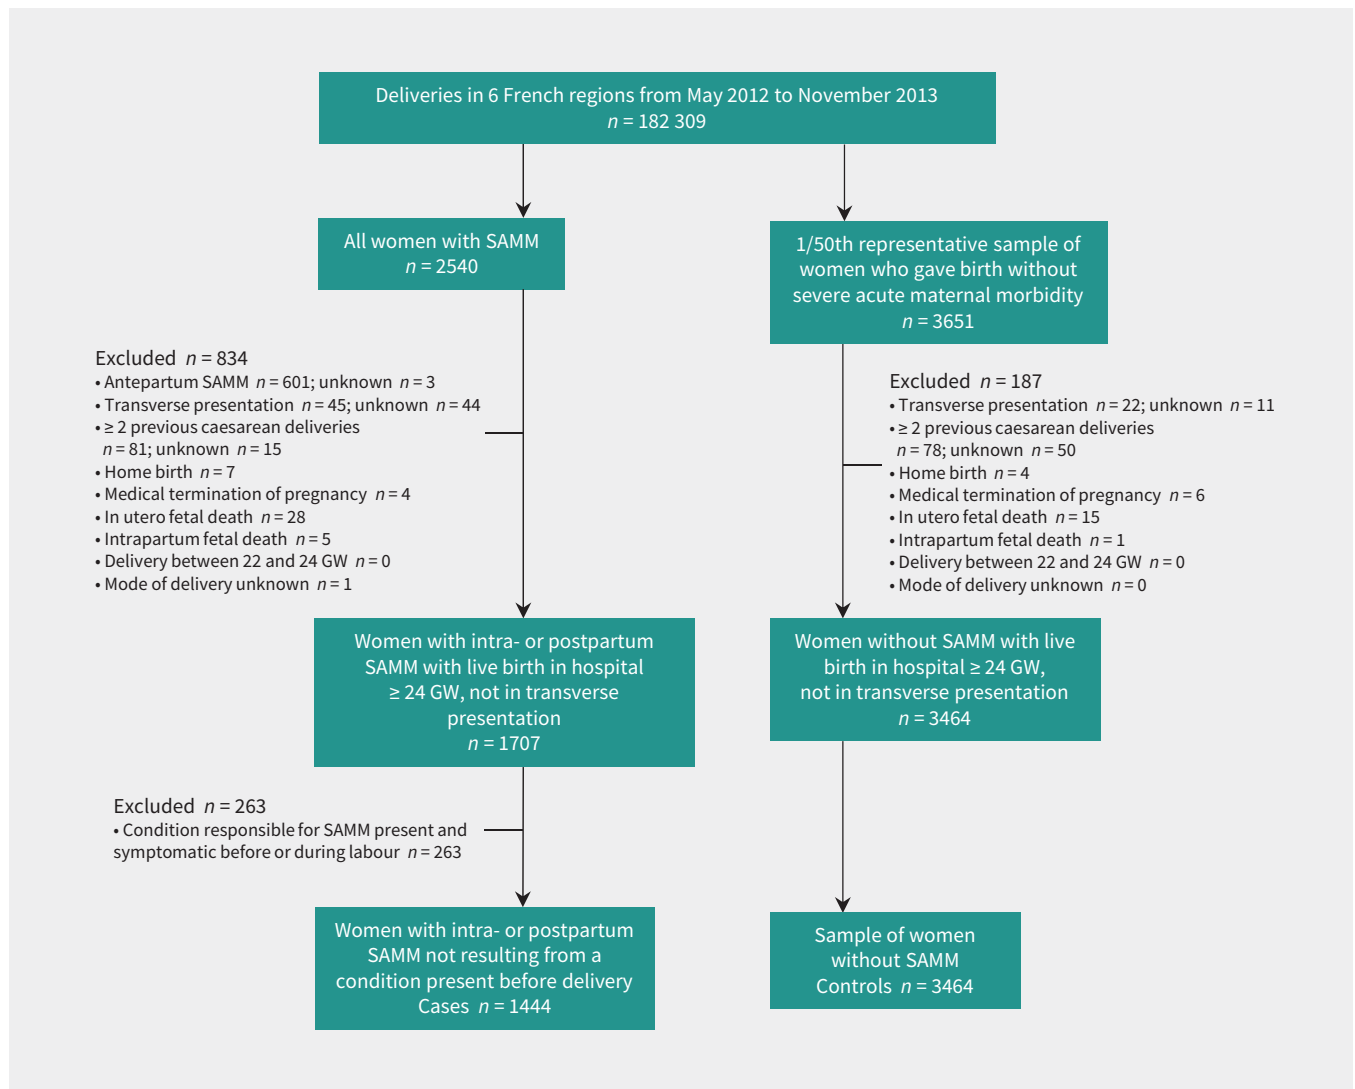 Deliveries in 6 French regions from May 2012 to November 2013
n = 182 309
All women with SAMM
n = 2540
1/50th representative sample of
women who gave birth without
severe acute maternal morbidity
n = 3651
Excluded n = 834
• Antepartum SAMM n = 601; unknown n = 3
• Transverse presentation n = 45; unknown n = 44
• ≥ 2 previous caesarean deliveries
n = 81; unknown n = 15
• Home birth n = 7
• Medical termination of pregnancy n = 4
• In utero fetal death n = 28
• Intrapartum fetal death n = 5
• Delivery between 22 and 24 GW n = 0
• Mode of delivery unknown n = 1
Excluded n = 187
• Transverse presentation n = 22; unknown n = 11
• ≥ 2 previous caesarean deliveries
n = 78; unknown n = 50
• Home birth n = 4
• Medical termination of pregnancy n = 6
• In utero fetal death n = 15
• Intrapartum fetal death n = 1
• Delivery between 22 and 24 GW n = 0
• Mode of delivery unknown n = 0
Women with intra- or postpartum
SAMM with live birth in hospital
≥ 24 GW, not in transverse
presentation
n = 1707
Women without SAMM with live
birth in hospital ≥ 24 GW,
not in transverse presentation
n = 3464
Excluded n = 263
• Condition responsible for SAMM present and
symptomatic before or during labour n = 263
Women with intra- or postpartum
SAMM not resulting from a
condition present before delivery
Cases n = 1444
Sample of women
without SAMM
Controls n = 3464